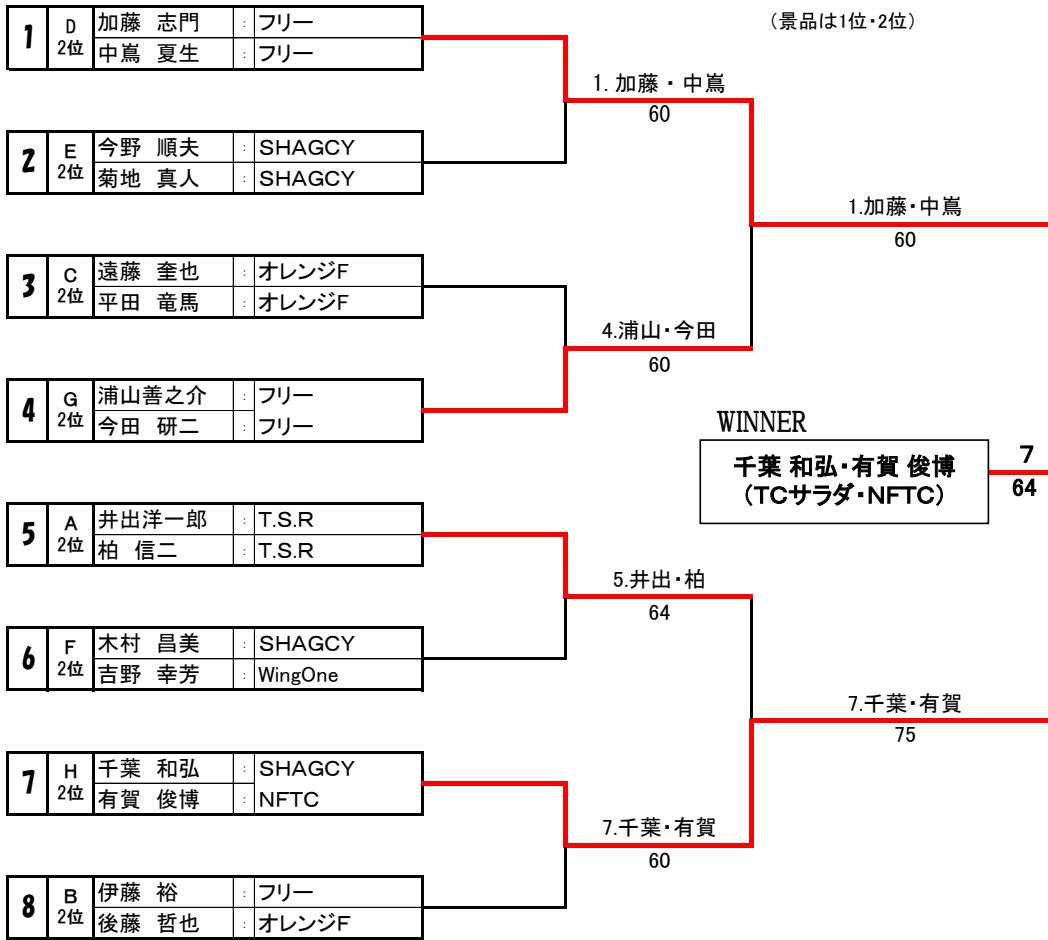 (景品は1位・2位)
1 D 2位 加藤 志門 : フリー
中嶌 夏生 : フリー
1. 加藤・中嶌
60
2 E 2位 今野 順夫 : SHAGCY
菊地 真人 : SHAGCY
1.加藤・中嶌
60
3 C 2位 遠藤 奎也 : オレンジF
平田 竜馬 : オレンジF
4.浦山・今田
60
4 G 2位 浦山善之介 : フリー
今田 研二 : フリー
WINNER
千葉 和弘・有賀 俊博
(TCサラダ・NFTC)
7
64
5 A 2位 井出洋一郎 : T.S.R
柏 信二 : T.S.R
5.井出・柏
64
6 F 2位 木村 昌美 : SHAGCY
吉野 幸芳 : WingOne
7.千葉・有賀
75
7 H 2位 千葉 和弘 : SHAGCY
有賀 俊博 : NFTC
7.千葉・有賀
60
8 B 2位 伊藤 裕 : フリー
後藤 哲也 : オレンジF